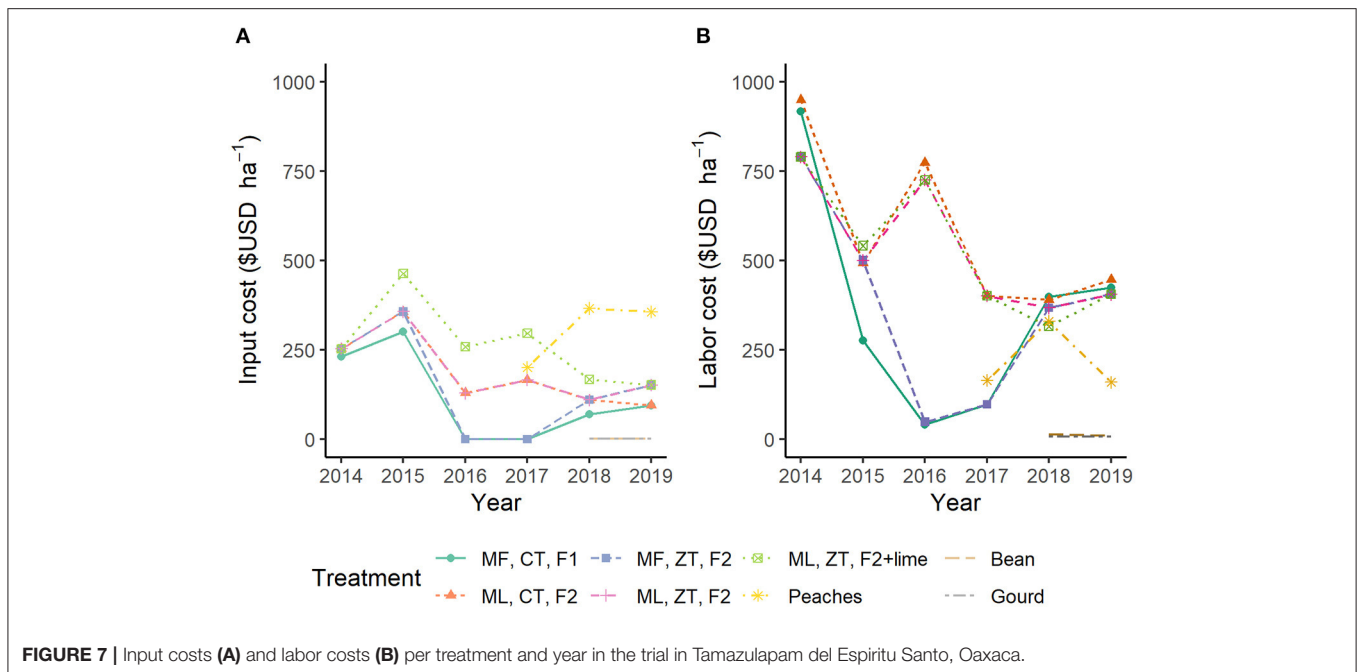 A
B
1000
750
500
250
0
Input cost ($USD ha⁻¹)
2014 2015 2016 2017 2018 2019
Year
1000
750
500
250
0
Labor cost ($USD ha⁻¹)
2014 2015 2016 2017 2018 2019
Year
Treatment
MF, CT, F1 MF, ZT, F2 ML, ZT, F2+lime Bean
ML, CT, F2 ML, ZT, F2 Peaches Gourd
FIGURE 7 | Input costs (A) and labor costs (B) per treatment and year in the trial in Tamazulapam del Espiritu Santo, Oaxaca.